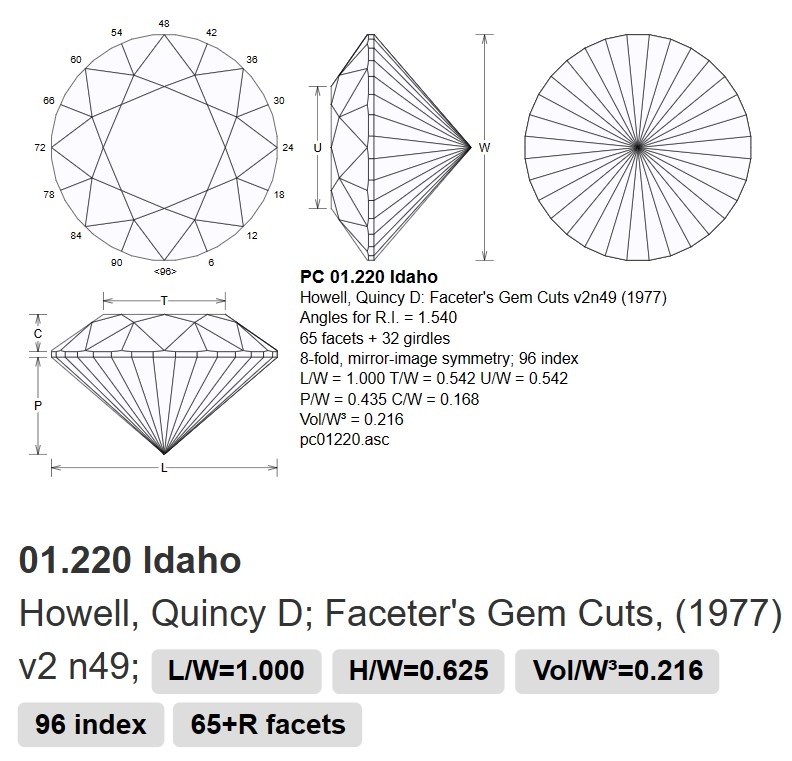 48
54 42
60 36
66 30
72 24
78 18
84 12
90 6
<96>
U
W
T
C
P
L
PC 01.220 Idaho
Howell, Quincy D: Faceter's Gem Cuts v2n49 (1977)
Angles for R.I. = 1.540
65 facets + 32 girdles
8-fold, mirror-image symmetry; 96 index
L/W = 1.000 T/W = 0.542 U/W = 0.542
P/W = 0.435 C/W = 0.168
Vol/W³ = 0.216
pc01220.asc
01.220 Idaho
Howell, Quincy D; Faceter's Gem Cuts, (1977)
v2 n49; L/W=1.000 H/W=0.625 Vol/W³=0.216
96 index 65+R facets